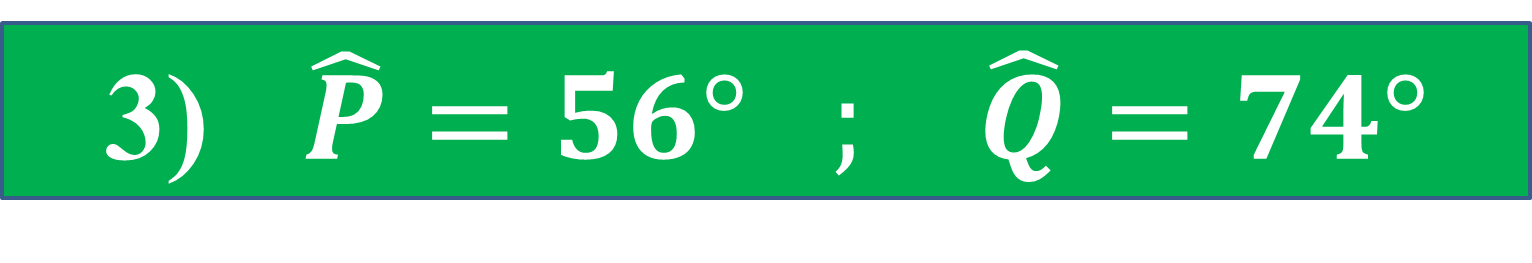 3) P̂ = 56° ; Q̂ = 74°